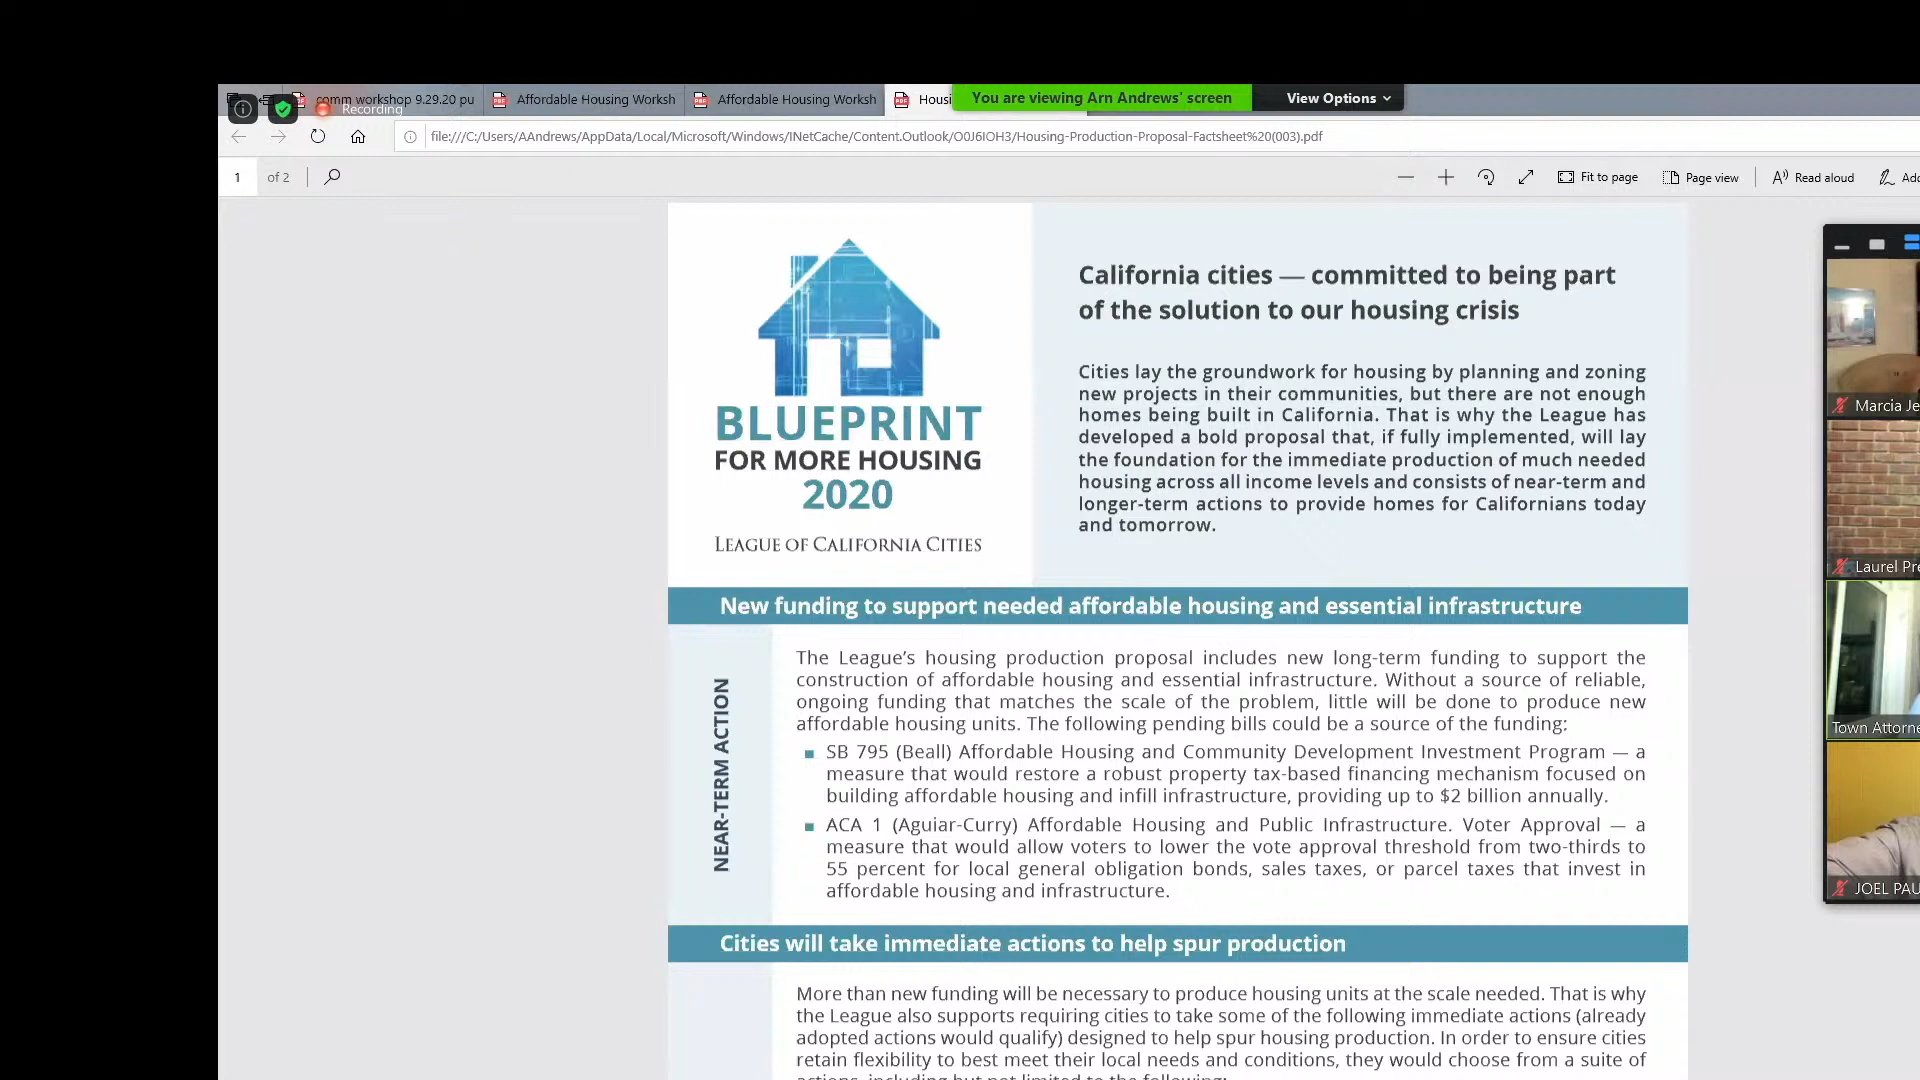 comm workshop 9.29.20 pu
Affordable Housing Worksh
Affordable Housing Worksh
Housi
You are viewing Arn Andrews' screen
View Options
Recording
file:///C:/Users/AAndrews/AppData/Local/Microsoft/Windows/INetCache/Content.Outlook/O0J6IOH3/Housing-Production-Proposal-Factsheet%20(003).pdf
1 of 2
Fit to page
Page view
Read aloud
Add
BLUEPRINT
FOR MORE HOUSING
2020
LEAGUE OF CALIFORNIA CITIES
California cities — committed to being part
of the solution to our housing crisis
Cities lay the groundwork for housing by planning and zoning
new projects in their communities, but there are not enough
homes being built in California. That is why the League has
developed a bold proposal that, if fully implemented, will lay
the foundation for the immediate production of much needed
housing across all income levels and consists of near-term and
longer-term actions to provide homes for Californians today
and tomorrow.
New funding to support needed affordable housing and essential infrastructure
NEAR-TERM ACTION
The League's housing production proposal includes new long-term funding to support the
construction of affordable housing and essential infrastructure. Without a source of reliable,
ongoing funding that matches the scale of the problem, little will be done to produce new
affordable housing units. The following pending bills could be a source of the funding:
▪ SB 795 (Beall) Affordable Housing and Community Development Investment Program — a
measure that would restore a robust property tax-based financing mechanism focused on
building affordable housing and infill infrastructure, providing up to $2 billion annually.
▪ ACA 1 (Aguiar-Curry) Affordable Housing and Public Infrastructure. Voter Approval — a
measure that would allow voters to lower the vote approval threshold from two-thirds to
55 percent for local general obligation bonds, sales taxes, or parcel taxes that invest in
affordable housing and infrastructure.
Cities will take immediate actions to help spur production
More than new funding will be necessary to produce housing units at the scale needed. That is why
the League also supports requiring cities to take some of the following immediate actions (already
adopted actions would qualify) designed to help spur housing production. In order to ensure cities
retain flexibility to best meet their local needs and conditions, they would choose from a suite of
actions, including but not limited to the following:
Marcia Je
Laurel Pre
Town Attorne
JOEL PAU